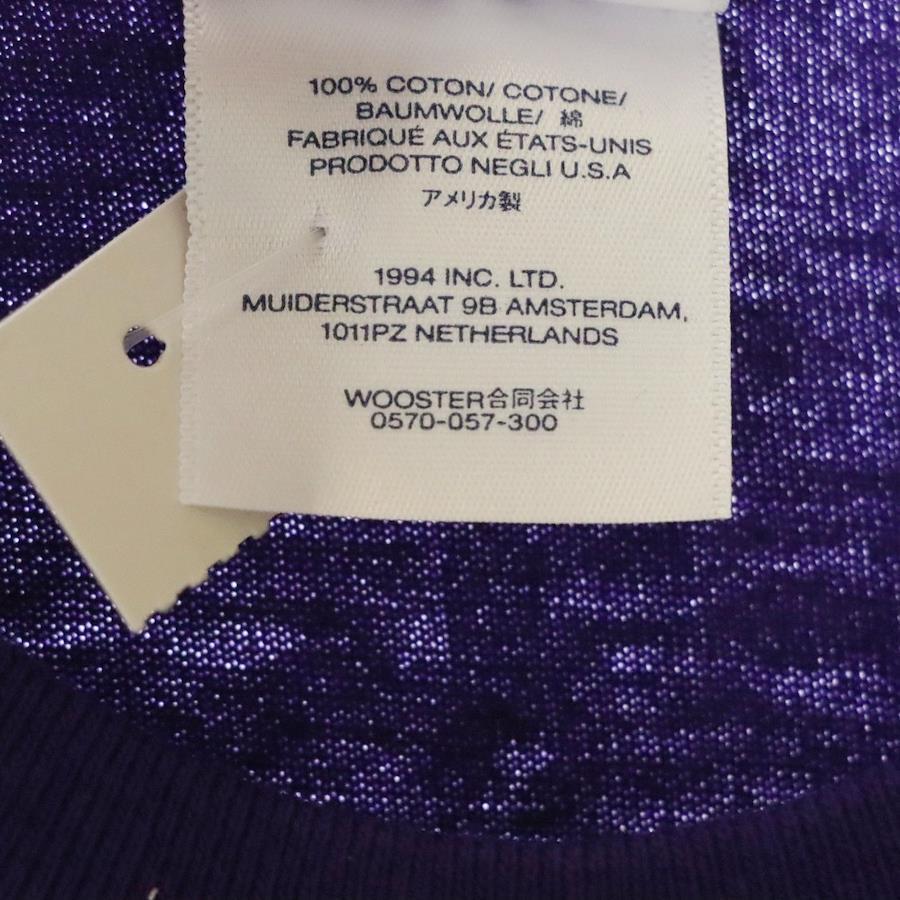 100% COTON/ COTONE/
BAUMWOLLE/ 綿
FABRIQUÉ AUX ÉTATS-UNIS
PRODOTTO NEGLI U.S.A
アメリカ製
1994 INC. LTD.
MUIDERSTRAAT 9B AMSTERDAM,
1011PZ NETHERLANDS
WOOSTER合同会社
0570-057-300